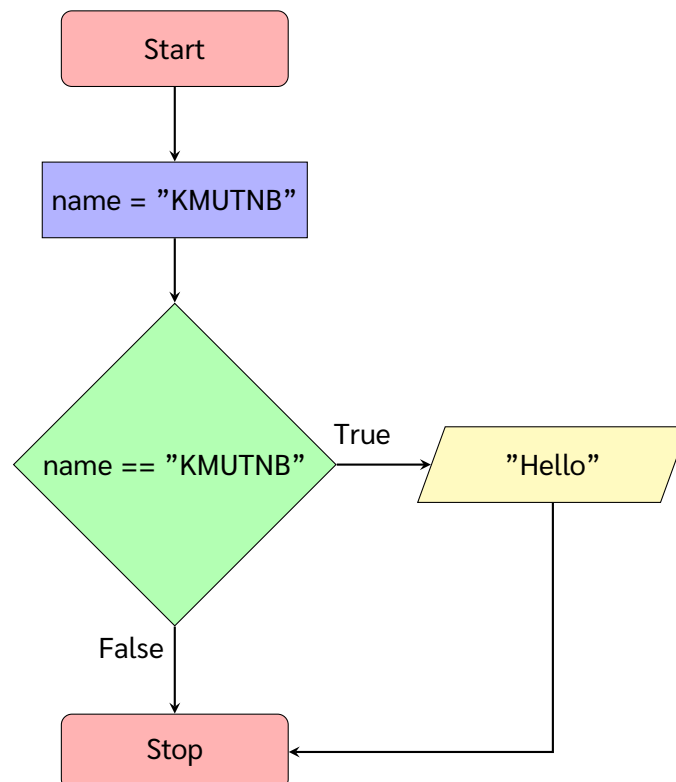 Start
name = ”KMUTNB”
True
name == ”KMUTNB”
”Hello”
False
Stop